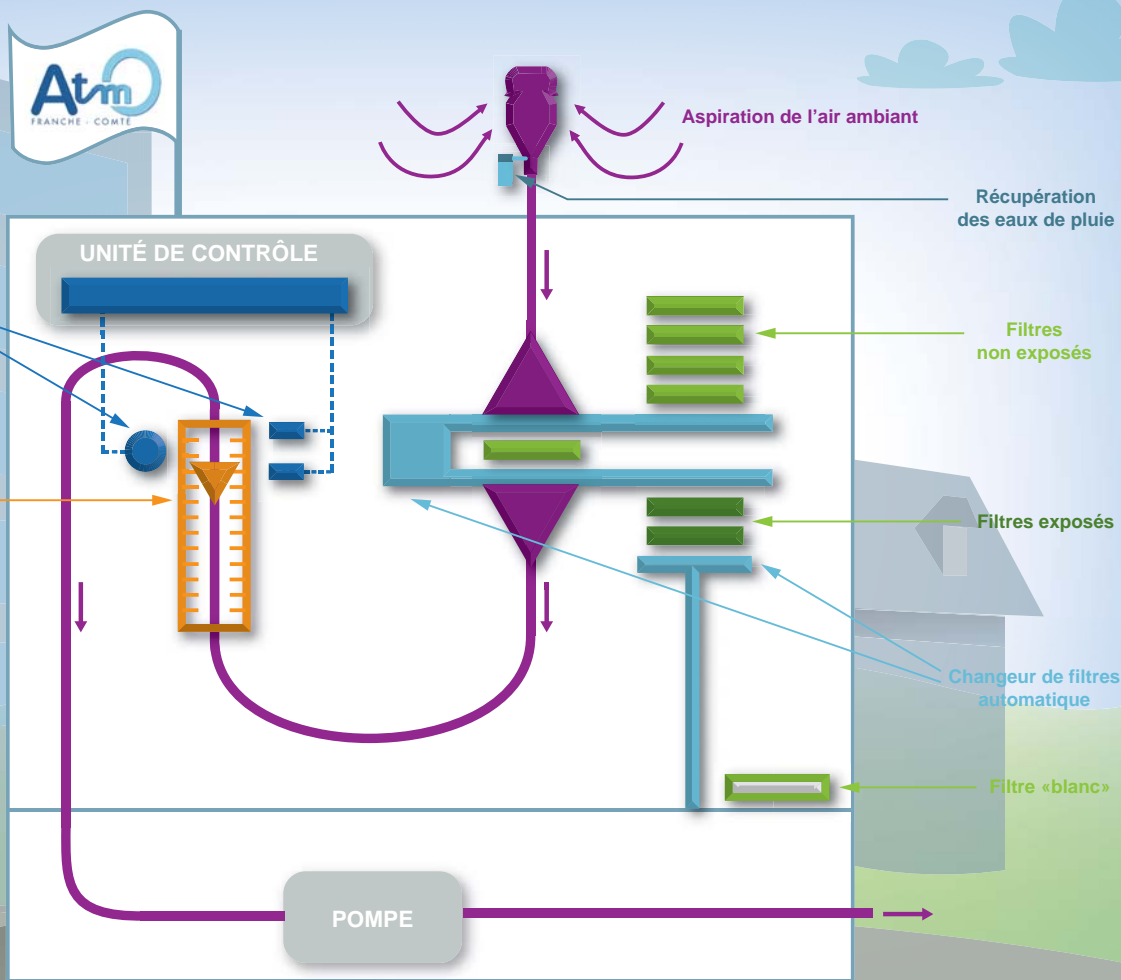 Atm
FRANCHE - COMTÉ
Aspiration de l'air ambiant
Récupération
des eaux de pluie
UNITÉ DE CONTRÔLE
Filtres
non exposés
Filtres exposés
Changeur de filtres
automatique
Filtre «blanc»
POMPE